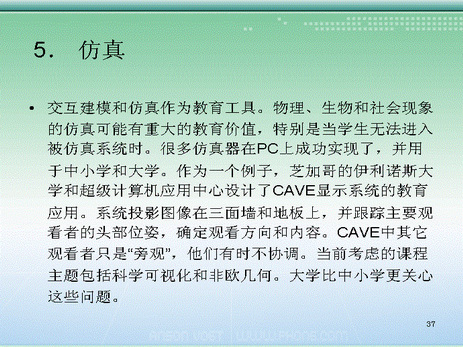 5． 仿真
• 交互建模和仿真作为教育工具。物理、生物和社会现象
的仿真可能有重大的教育价值，特别是当学生无法进入
被仿真系统时。很多仿真器在PC上成功实现了，并用
于中小学和大学。作为一个例子，芝加哥的伊利诺斯大
学和超级计算机应用中心设计了CAVE显示系统的教育
应用。系统投影图像在三面墙和地板上，并跟踪主要观
看者的头部位姿，确定观看方向和内容。CAVE中其它
观看者只是“旁观”，他们有时不协调。当前考虑的课程
主题包括科学可视化和非欧几何。大学比中小学更关心
这些问题。
37